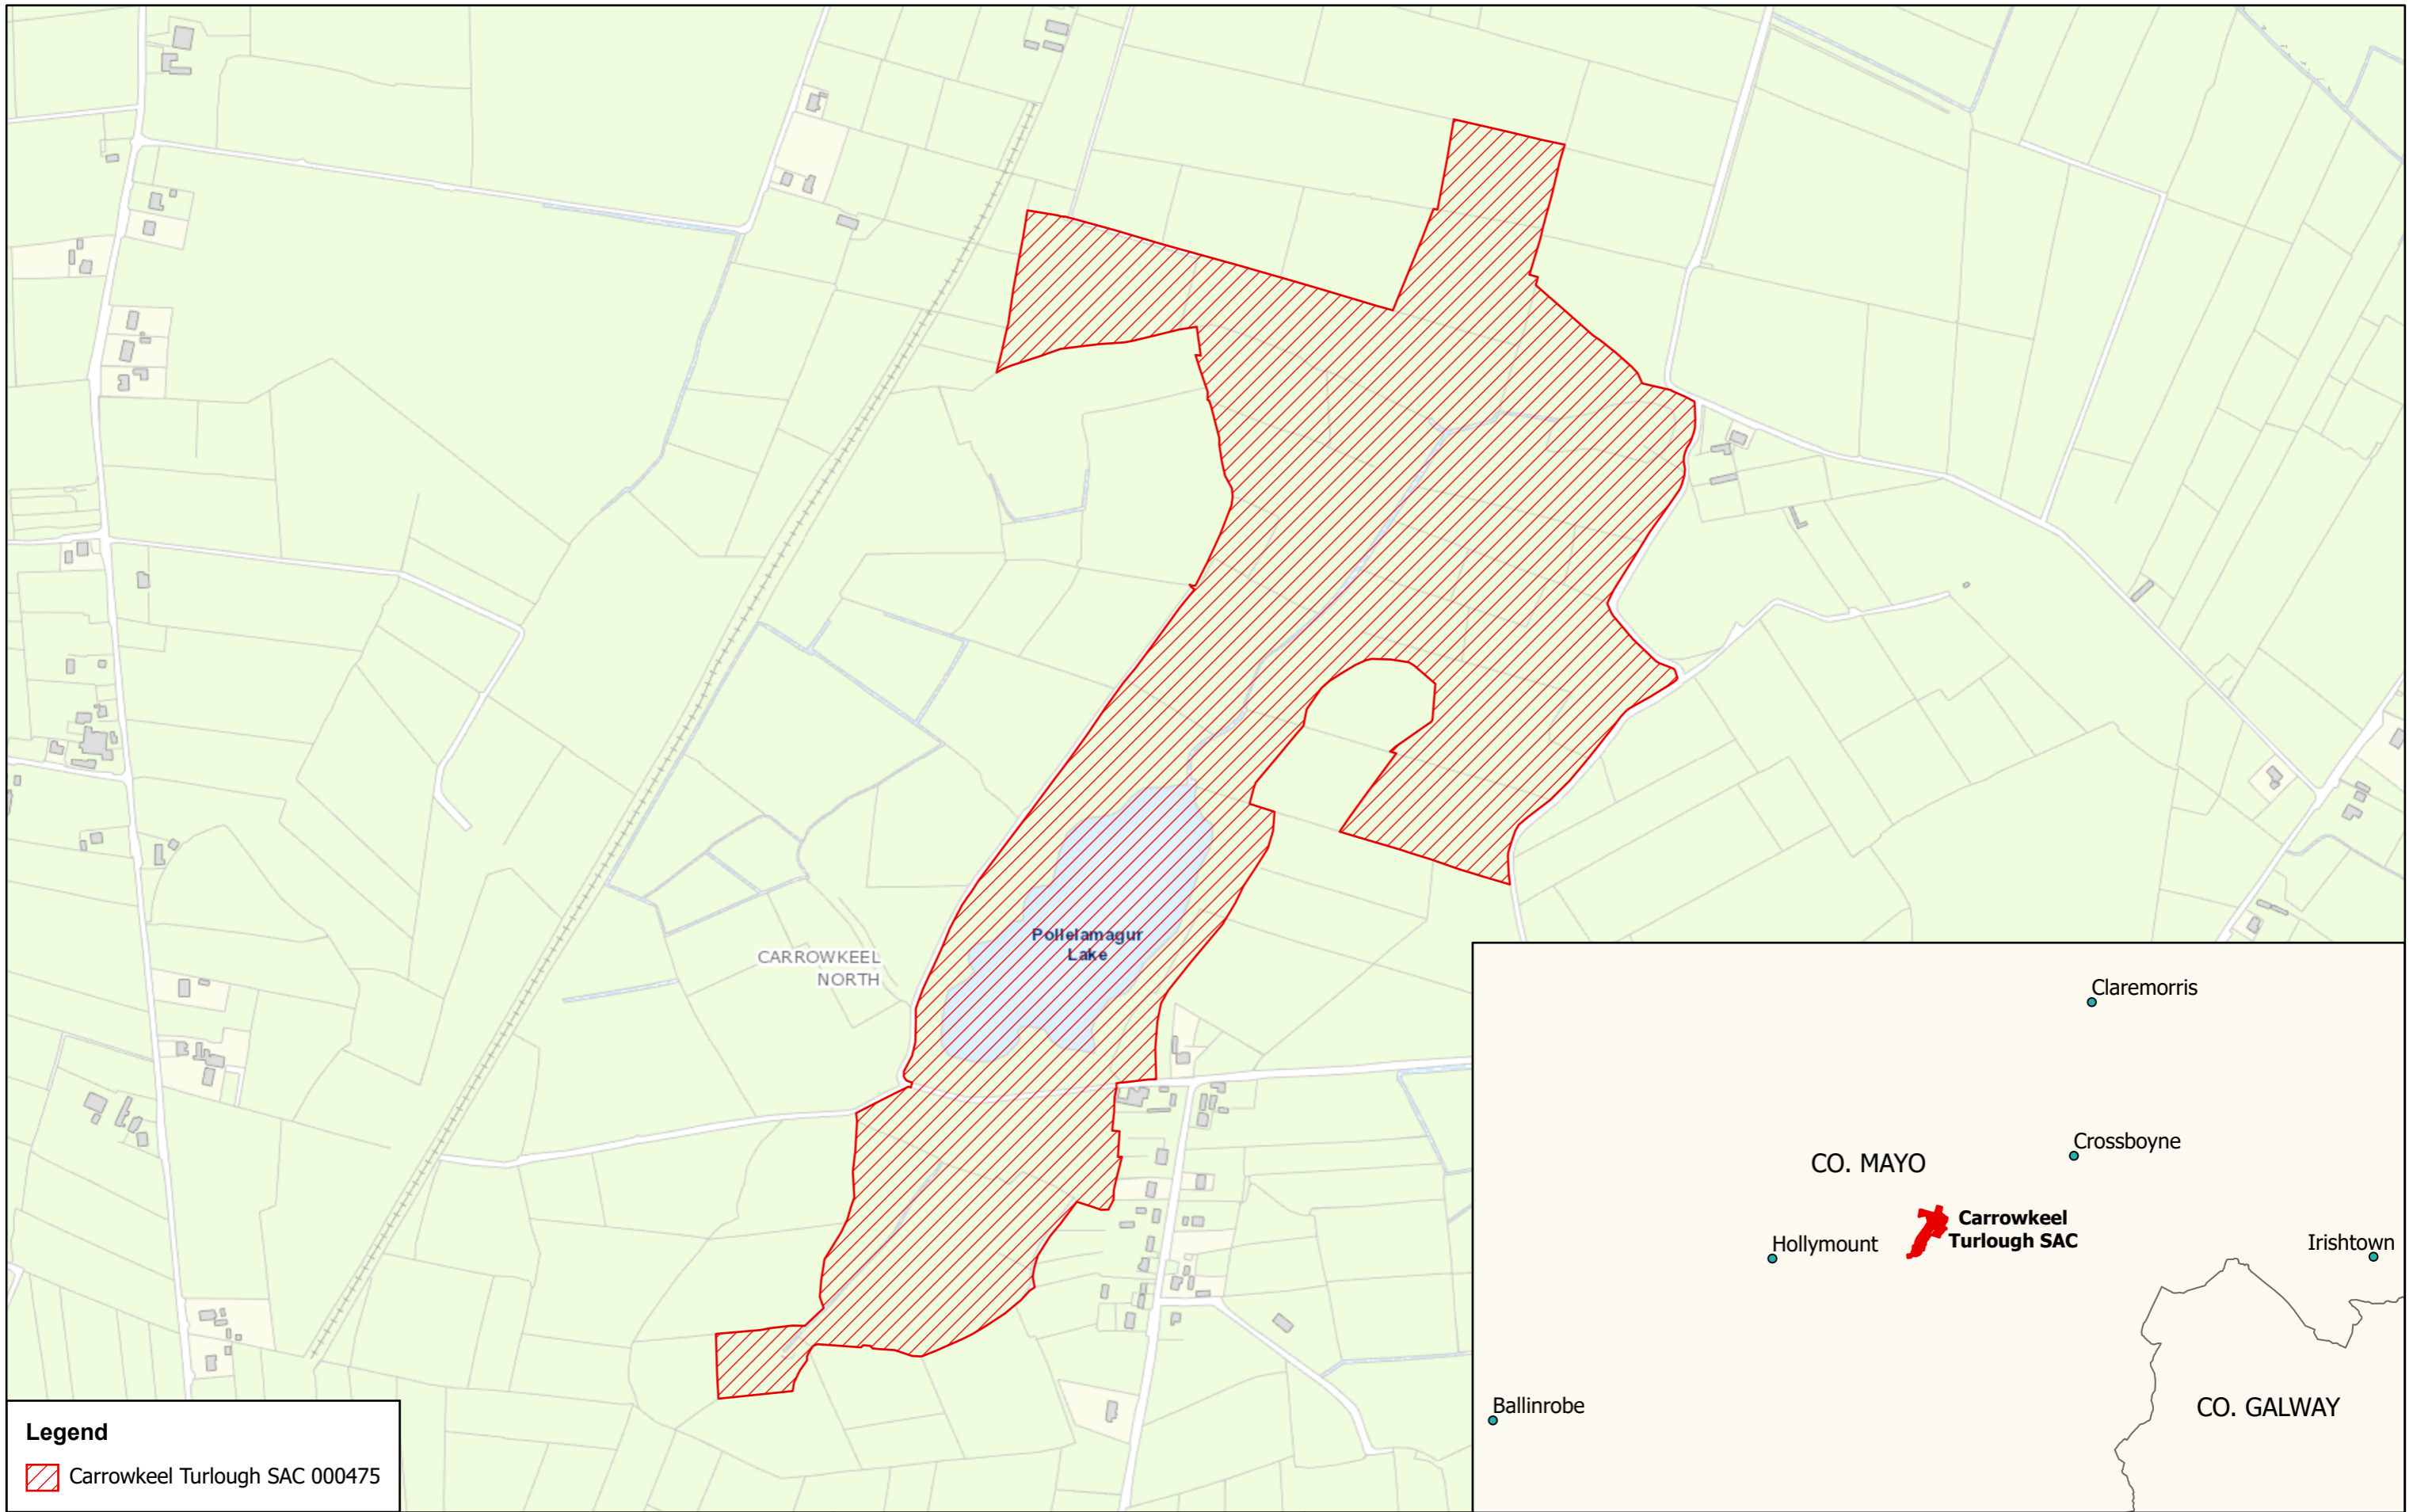 Pollelamagur
Lake
CARROWKEEL
NORTH
Claremorris
Crossboyne
CO. MAYO
Carrowkeel
Turlough SAC
Hollymount
Irishtown
Ballinrobe
CO. GALWAY
Legend
Carrowkeel Turlough SAC 000475